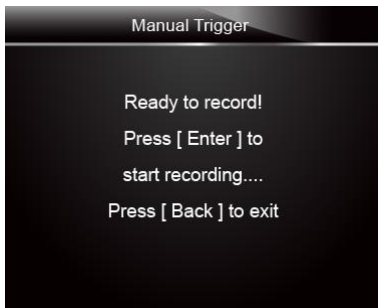 Manual Trigger
Ready to record!
Press [ Enter ] to
start recording....
Press [ Back ] to exit